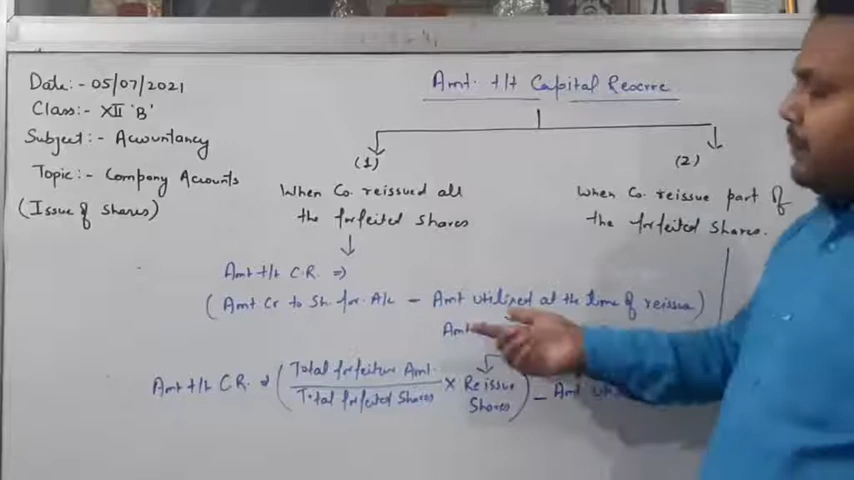 Date:- 05/07/2021
Class:- XII 'B'
Subject:- Accountancy
Topic:- Company Accounts
(Issue of Shares)
Amt. t/t Capital Reserve
(1)
When Co. reissued all
the forfeited shares
(2)
When Co. reissue part of
the forfeited shares.
Amt t/t C.R. ⇒
(Amt Cr to Sh. for. A/c - Amt utilized at the time of reissue)
Amt
Amt t/t C.R. ⇒ (Total forfeiture Amt. / Total forfeited Shares × Reissue Shares) - Amt